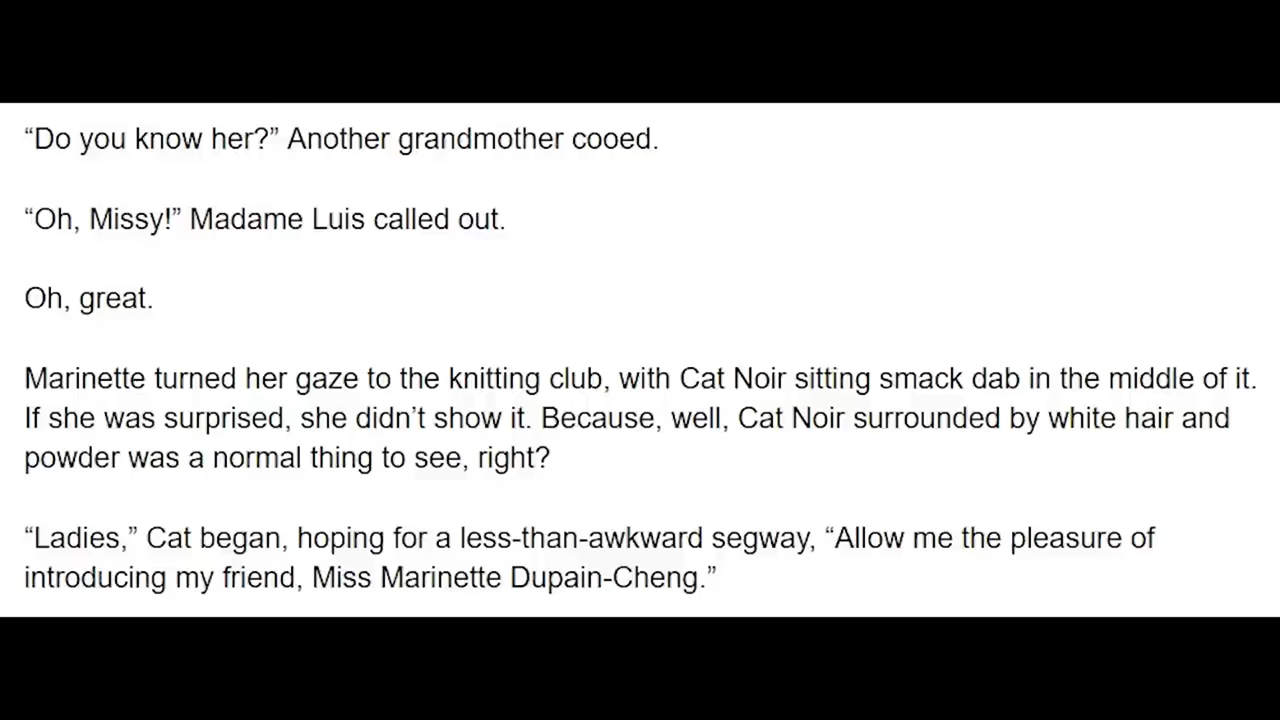 “Do you know her?” Another grandmother cooed.
“Oh, Missy!” Madame Luis called out.
Oh, great.
Marinette turned her gaze to the knitting club, with Cat Noir sitting smack dab in the middle of it.
If she was surprised, she didn’t show it. Because, well, Cat Noir surrounded by white hair and
powder was a normal thing to see, right?
“Ladies,” Cat began, hoping for a less-than-awkward segway, “Allow me the pleasure of
introducing my friend, Miss Marinette Dupain-Cheng.”